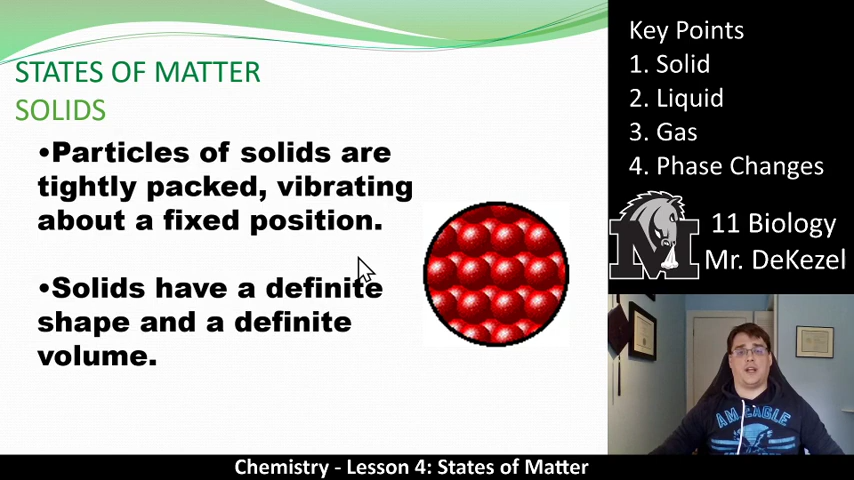 STATES OF MATTER
SOLIDS
•Particles of solids are
tightly packed, vibrating
about a fixed position.
•Solids have a definite
shape and a definite
volume.
Key Points
1. Solid
2. Liquid
3. Gas
4. Phase Changes
M
11 Biology
Mr. DeKezel
AM EAGLE
Chemistry - Lesson 4: States of Matter